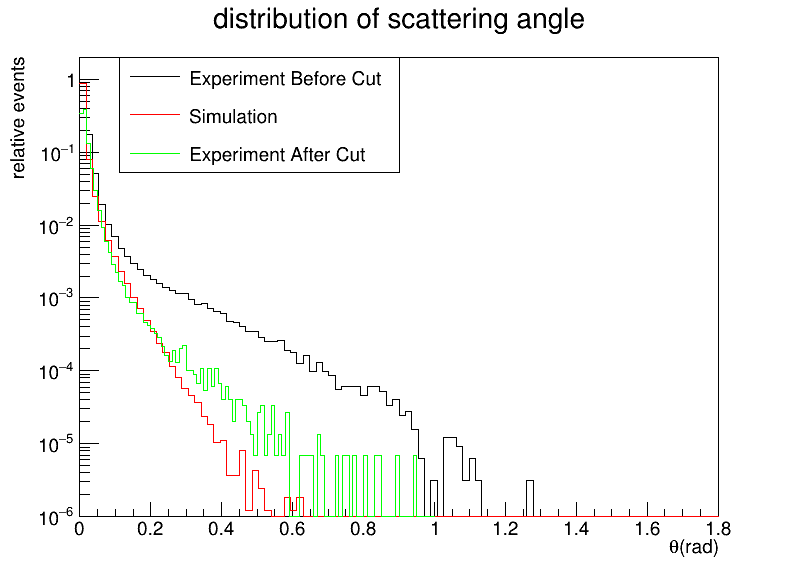 distribution of scattering angle
relative events
Experiment Before Cut
Simulation
Experiment After Cut
1
10⁻¹
10⁻²
10⁻³
10⁻⁴
10⁻⁵
10⁻⁶
0 0.2 0.4 0.6 0.8 1 1.2 1.4 1.6 1.8
θ(rad)